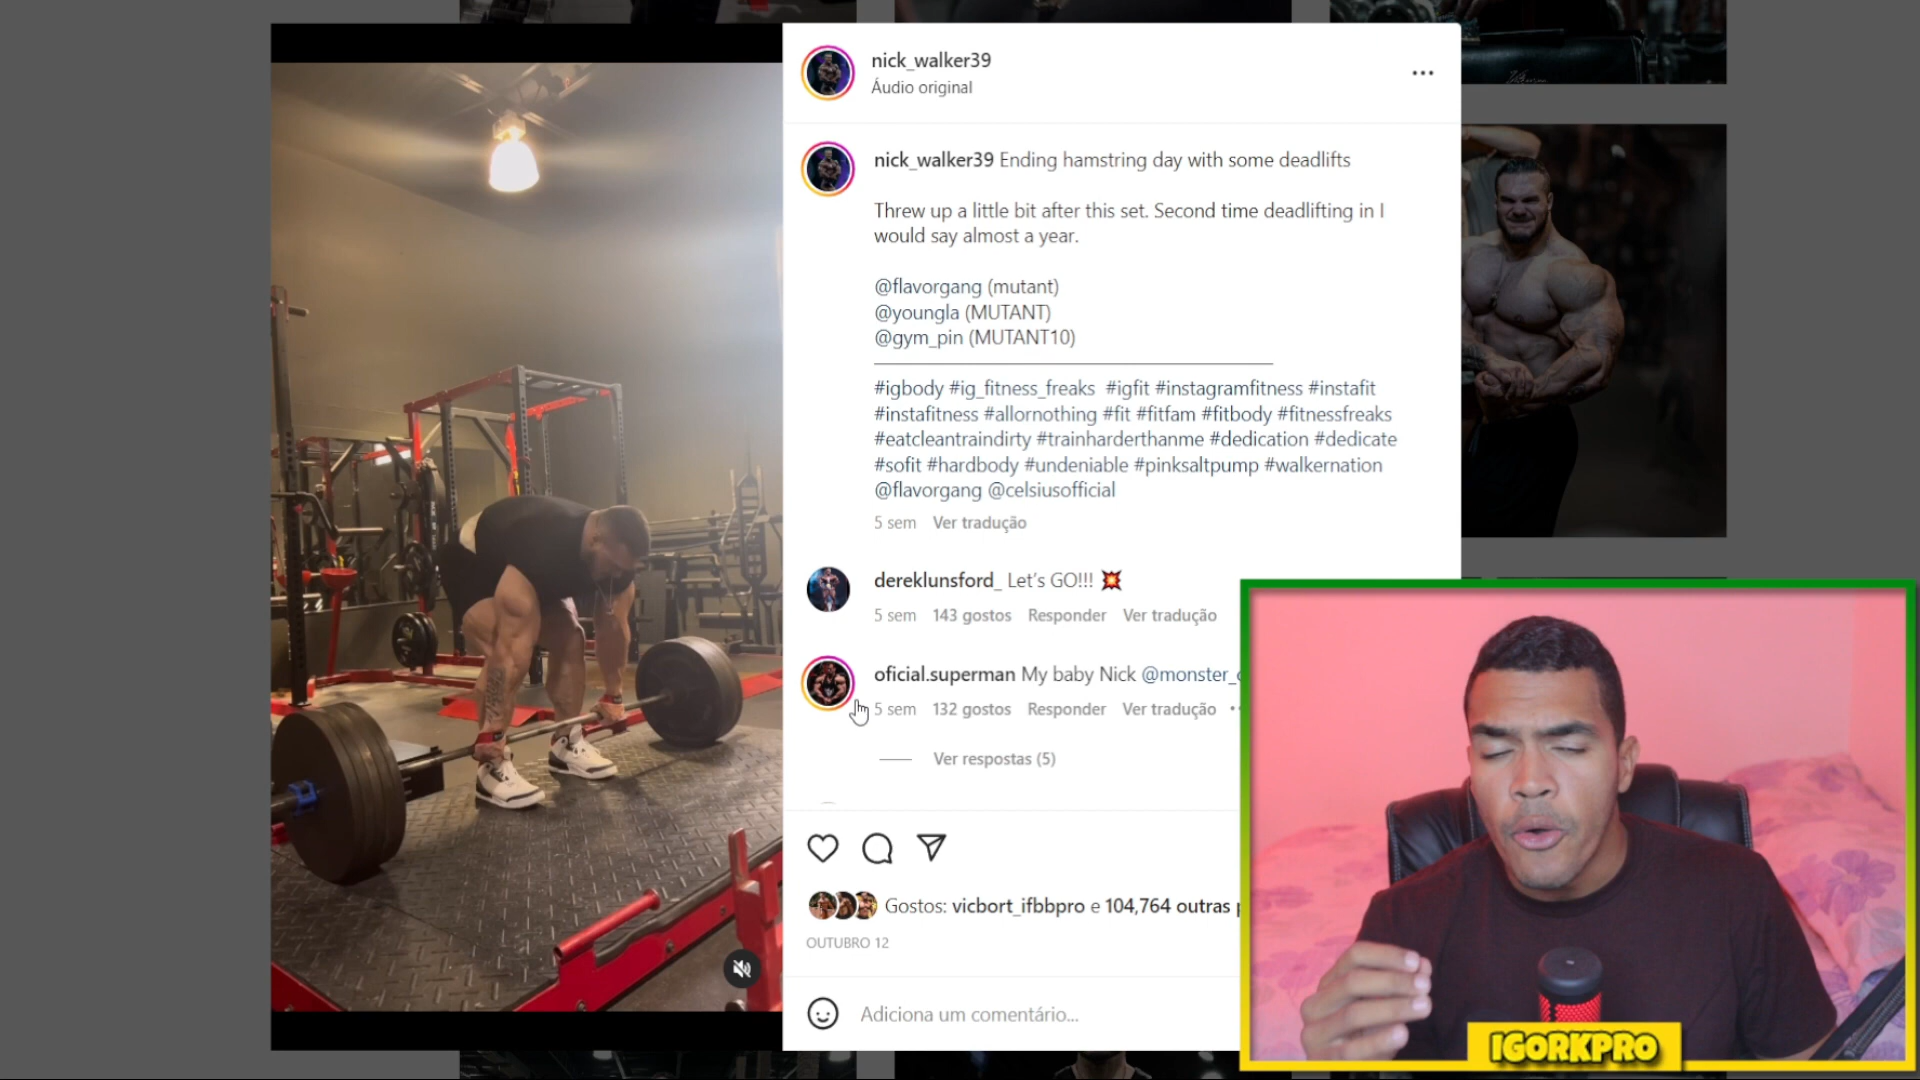 nick_walker39
Áudio original
nick_walker39 Ending hamstring day with some deadlifts
Threw up a little bit after this set. Second time deadlifting in I
would say almost a year.
@flavorgang (mutant)
@youngla (MUTANT)
@gym_pin (MUTANT10)
#igbody #ig_fitness_freaks #igfit #instagramfitness #instafit
#instafitness #allornothing #fit #fitfam #fitbody #fitnessfreaks
#eatcleantraindirty #trainharderthanme #dedication #dedicate
#sofit #hardbody #undeniable #pinksaltpump #walkernation
@flavorgang @celsiusofficial
5 sem Ver tradução
dereklunsford_ Let's GO!!! 💥
5 sem 143 gostos Responder Ver tradução
oficial.superman My baby Nick @monster_
5 sem 132 gostos Responder Ver tradução
Ver respostas (5)
Gostos: vicbort_ifbbpro e 104,764 outras
OUTUBRO 12
Adiciona um comentário...
IGORKPRO